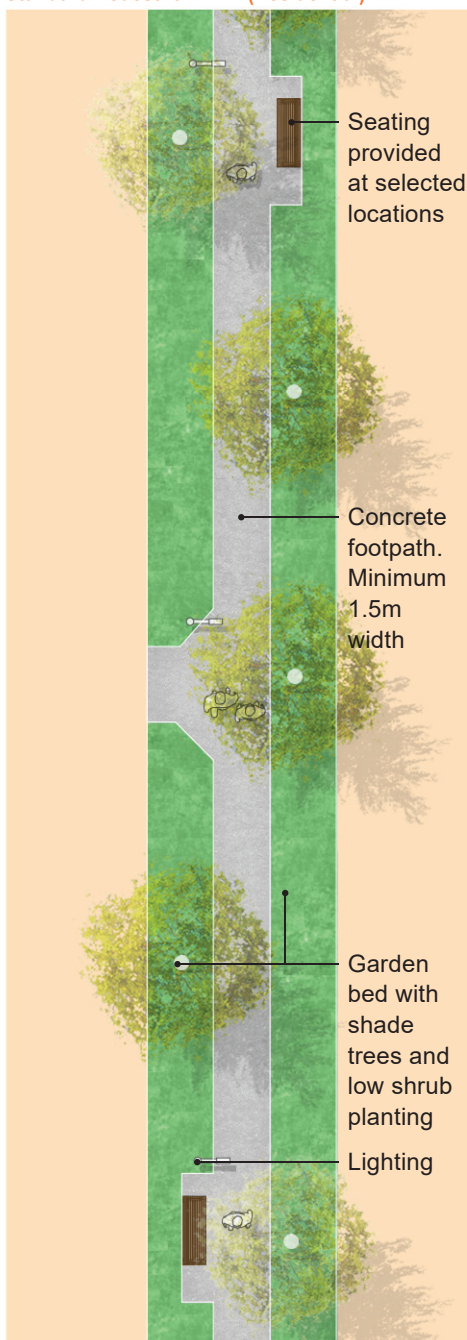 Seating
provided
at selected
locations
Concrete
footpath.
Minimum
1.5m
width
Garden
bed with
shade
trees and
low shrub
planting
Lighting